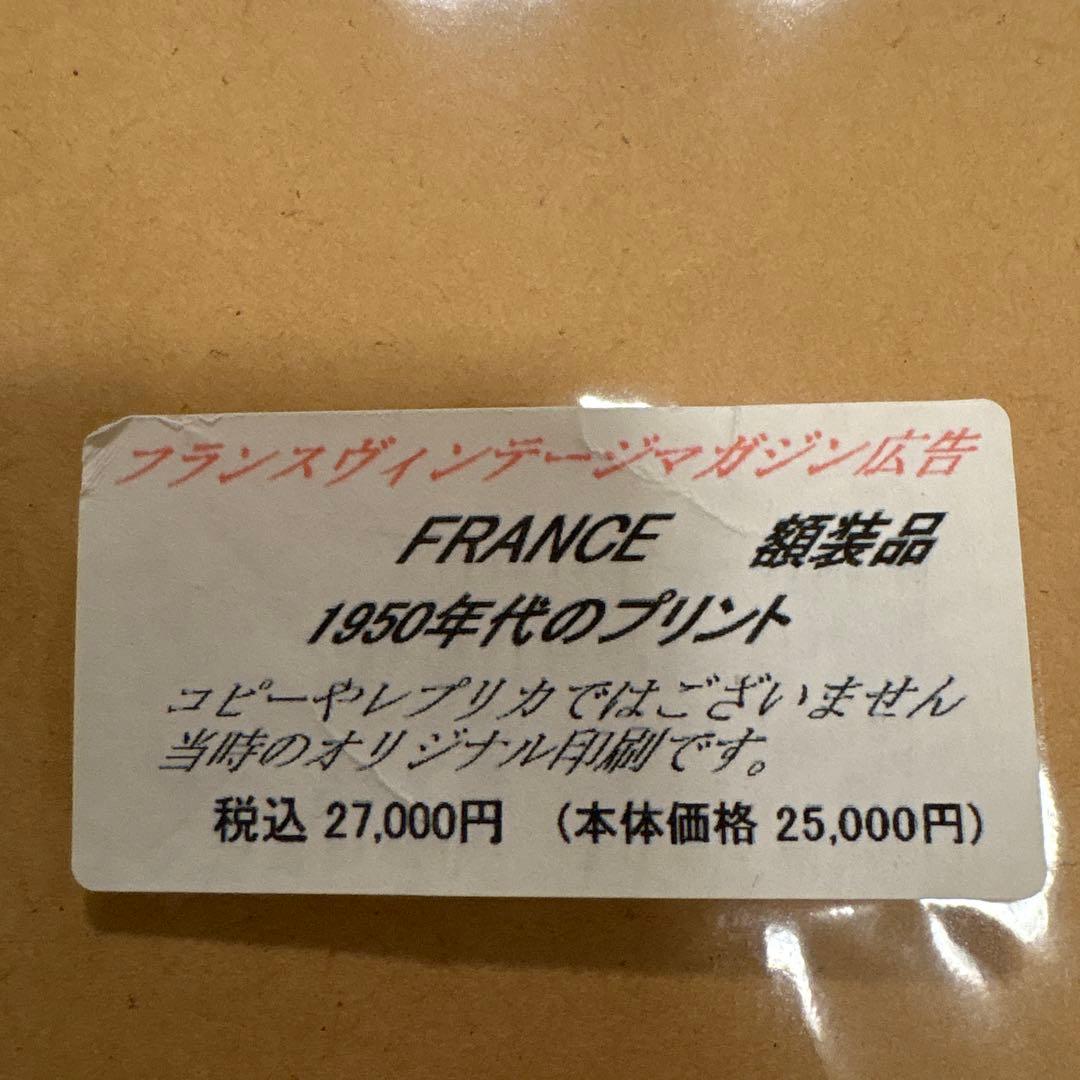 フランスヴィンテージマガジン広告
FRANCE 額装品
1950年代のプリント
コピーやレプリカではございません
当時のオリジナル印刷です。
税込 27,000円 (本体価格 25,000円)